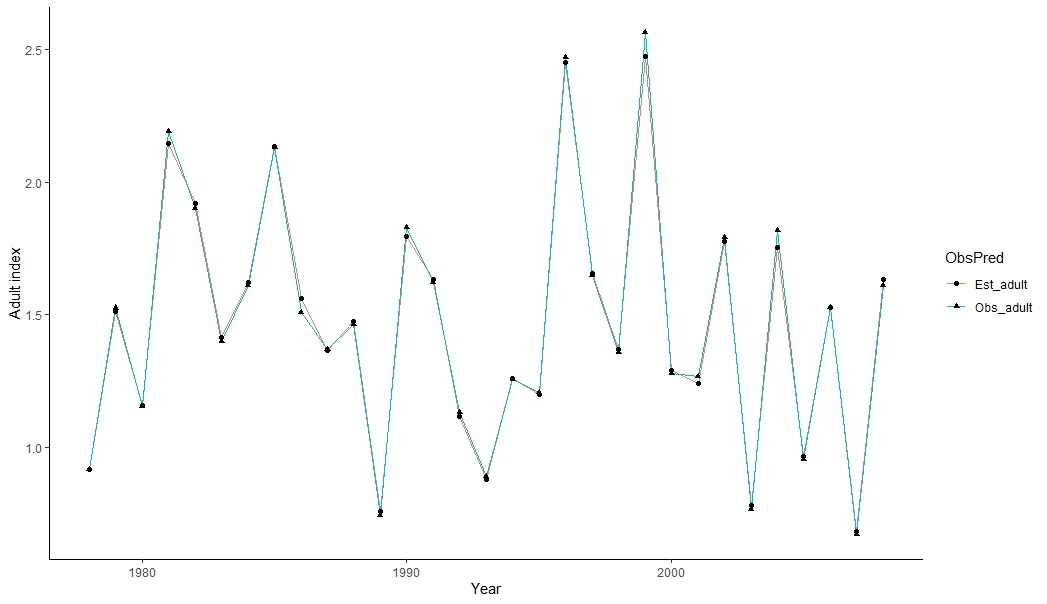 2.5
2.0
1.5
1.0
Adult index
1980
1990
2000
Year
ObsPred
Est_adult
Obs_adult